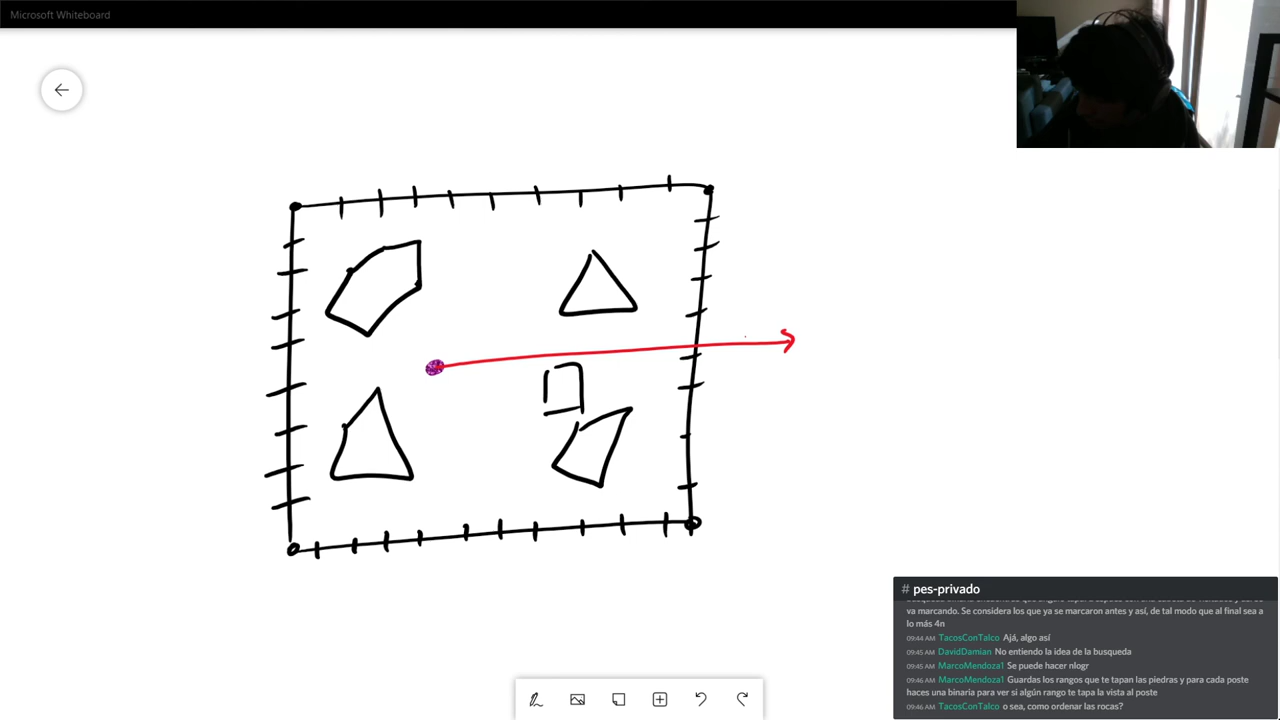 Microsoft Whiteboard
# pes-privado
va marcando. Se considera los que ya se marcaron antes y así, de tal modo que al final sea a
lo más 4n
09:44 AM TacosConTalco Ajá, algo así
09:45 AM DavidDamian No entiendo la idea de la busqueda
09:45 AM MarcoMendoza1 Se puede hacer nlogr
09:46 AM MarcoMendoza1 Guardas los rangos que te tapan las piedras y para cada poste
haces una binaria para ver si algún rango te tapa la vista al poste
09:46 AM TacosConTalco o sea, como ordenar las rocas?